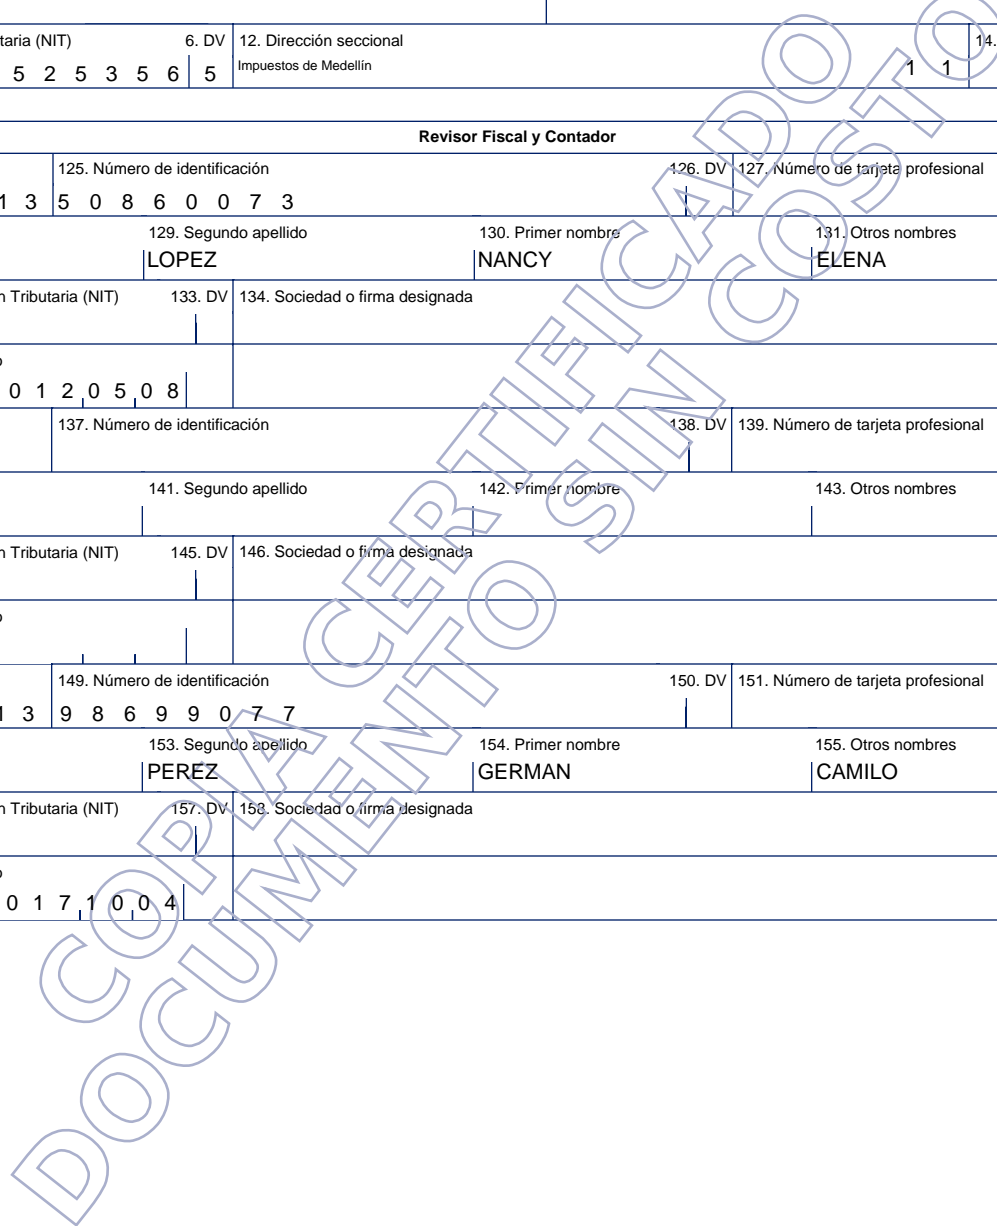 taria (NIT) 6. DV 12. Dirección seccional 14.
5 2 5 3 5 6 5 Impuestos de Medellín 1 1
Revisor Fiscal y Contador
125. Número de identificación 126. DV 127. Número de tarjeta profesional
1 3 5 0 8 6 0 0 7 3
129. Segundo apellido 130. Primer nombre 131. Otros nombres
LOPEZ NANCY ELENA
n Tributaria (NIT) 133. DV 134. Sociedad o firma designada
o
0 1 2 0 5 0 8
137. Número de identificación 138. DV 139. Número de tarjeta profesional
141. Segundo apellido 142. Primer nombre 143. Otros nombres
n Tributaria (NIT) 145. DV 146. Sociedad o firma designada
o
149. Número de identificación 150. DV 151. Número de tarjeta profesional
1 3 9 8 6 9 9 0 7 7
153. Segundo apellido 154. Primer nombre 155. Otros nombres
PEREZ GERMAN CAMILO
n Tributaria (NIT) 157. DV 158. Sociedad o firma designada
o
0 1 7 1 0 0 4
COPIA CERTIFICADO
DOCUMENTO SIN COSTO